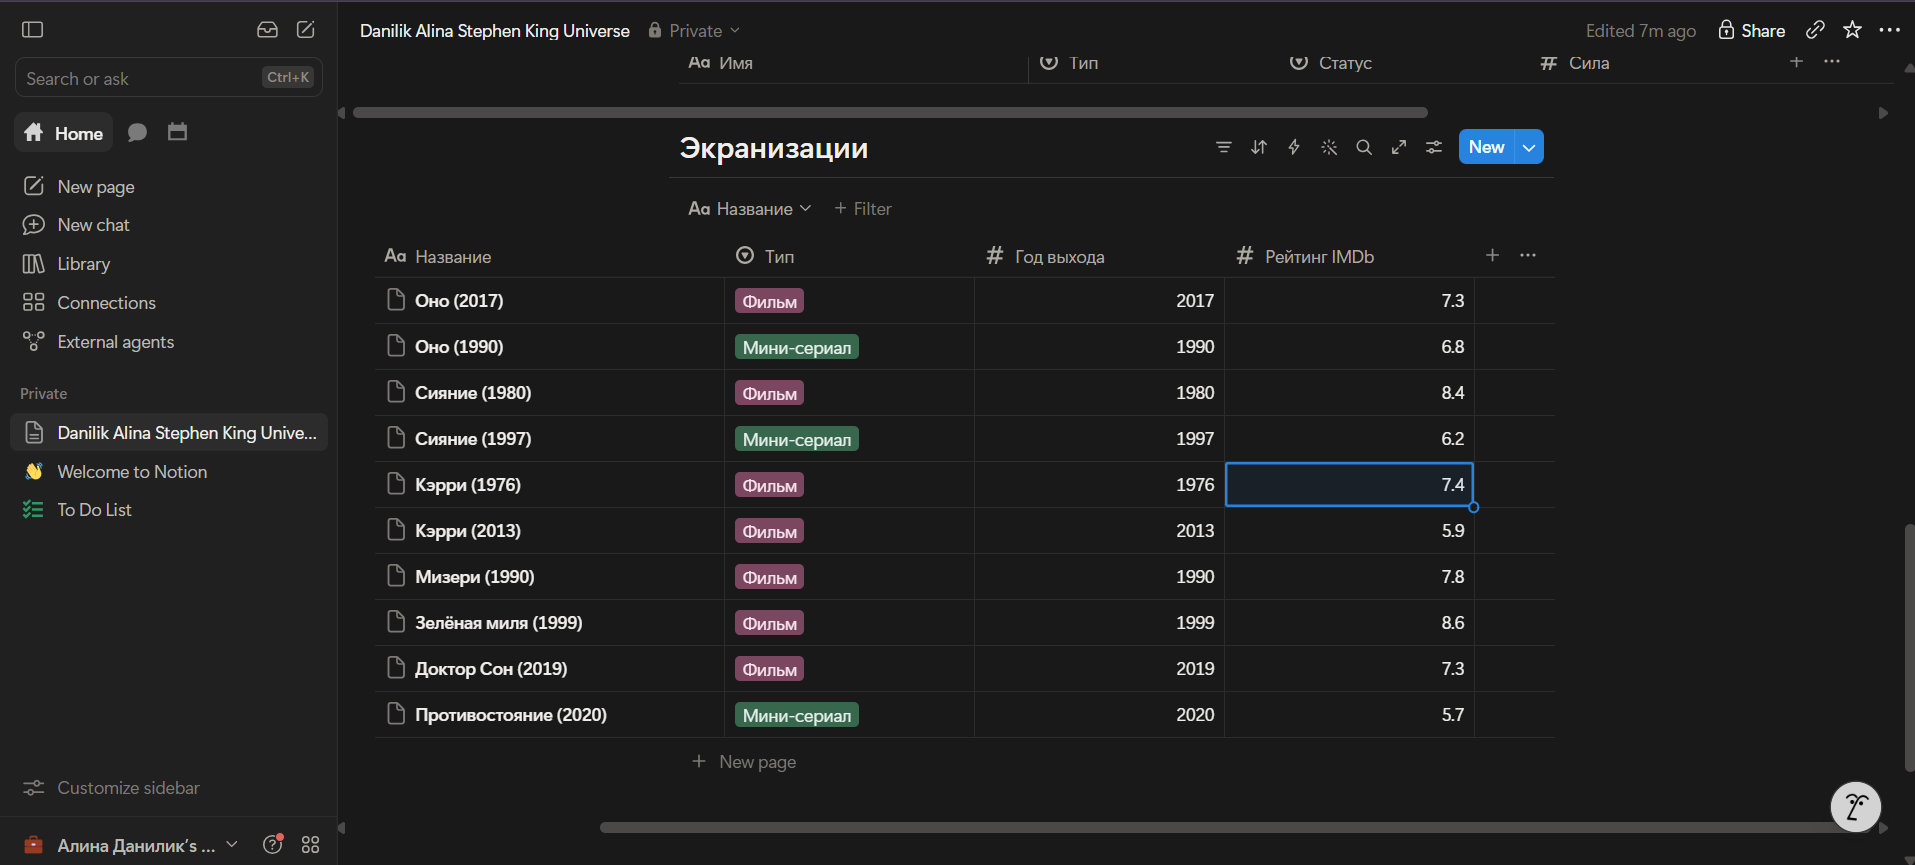 Danilik Alina Stephen King Universe Private Edited 7m ago Share
Search or ask Ctrl+K
Home
New page
New chat
Library
Connections
External agents
Private
Danilik Alina Stephen King Unive...
Welcome to Notion
To Do List
Customize sidebar
Алина Данилик’s ...
Aa Имя Тип Статус # Сила
Экранизации
New
Aa Название + Filter
Aa Название Тип # Год выхода # Рейтинг IMDb
Оно (2017) Фильм 2017 7.3
Оно (1990) Мини-сериал 1990 6.8
Сияние (1980) Фильм 1980 8.4
Сияние (1997) Мини-сериал 1997 6.2
Кэрри (1976) Фильм 1976 7.4
Кэрри (2013) Фильм 2013 5.9
Мизери (1990) Фильм 1990 7.8
Зелёная миля (1999) Фильм 1999 8.6
Доктор Сон (2019) Фильм 2019 7.3
Противостояние (2020) Мини-сериал 2020 5.7
+ New page